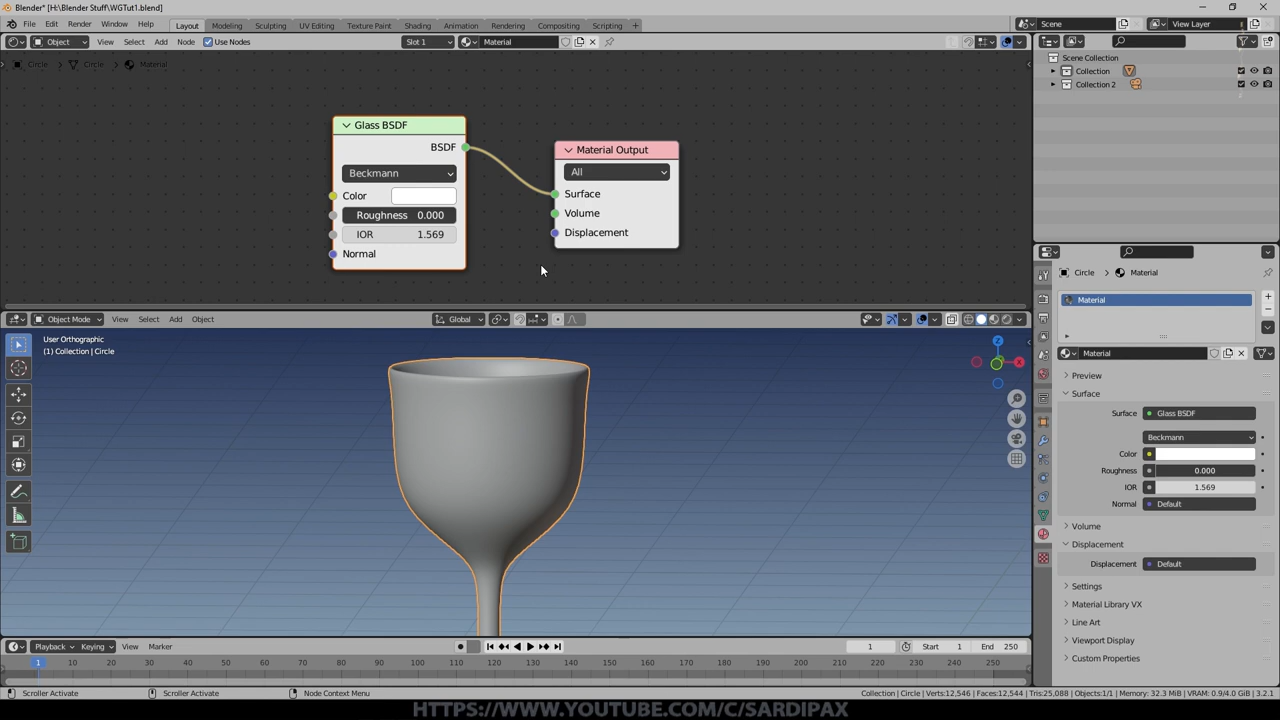 Blender* [H:\Blender Stuff\WGTut1.blend]
File Edit Render Window Help Layout Modeling Sculpting UV Editing Texture Paint Shading Animation Rendering Compositing Scripting Scene View Layer
Object View Select Add Node Use Nodes Slot 1 Material
Circle Circle Material
Scene Collection
Collection
Collection 2
Glass BSDF
BSDF
Beckmann
Color
Roughness 0.000
IOR 1.569
Normal
Material Output
All
Surface
Volume
Displacement
Circle Material
Material
Material
Preview
Surface
Surface Glass BSDF
Beckmann
Color
Roughness 0.000
IOR 1.569
Normal Default
Volume
Displacement
Displacement Default
Settings
Material Library VX
Line Art
Viewport Display
Custom Properties
Object Mode View Select Add Object Global
User Orthographic
(1) Collection | Circle
Z
X
Playback Keying View Marker 1 Start 1 End 250
1 10 20 30 40 50 60 70 80 90 100 110 120 130 140 150 160 170 180 190 200 210 220 230 240 250
Scroller Activate Scroller Activate Node Context Menu Collection | Circle | Verts:12,546 | Faces:12,544 | Tris:25,088 | Objects:1/1 | Memory: 32.3 MiB | VRAM: 0.9/4.0 GiB | 3.2.1
HTTPS://WWW.YOUTUBE.COM/C/SARDIPAX